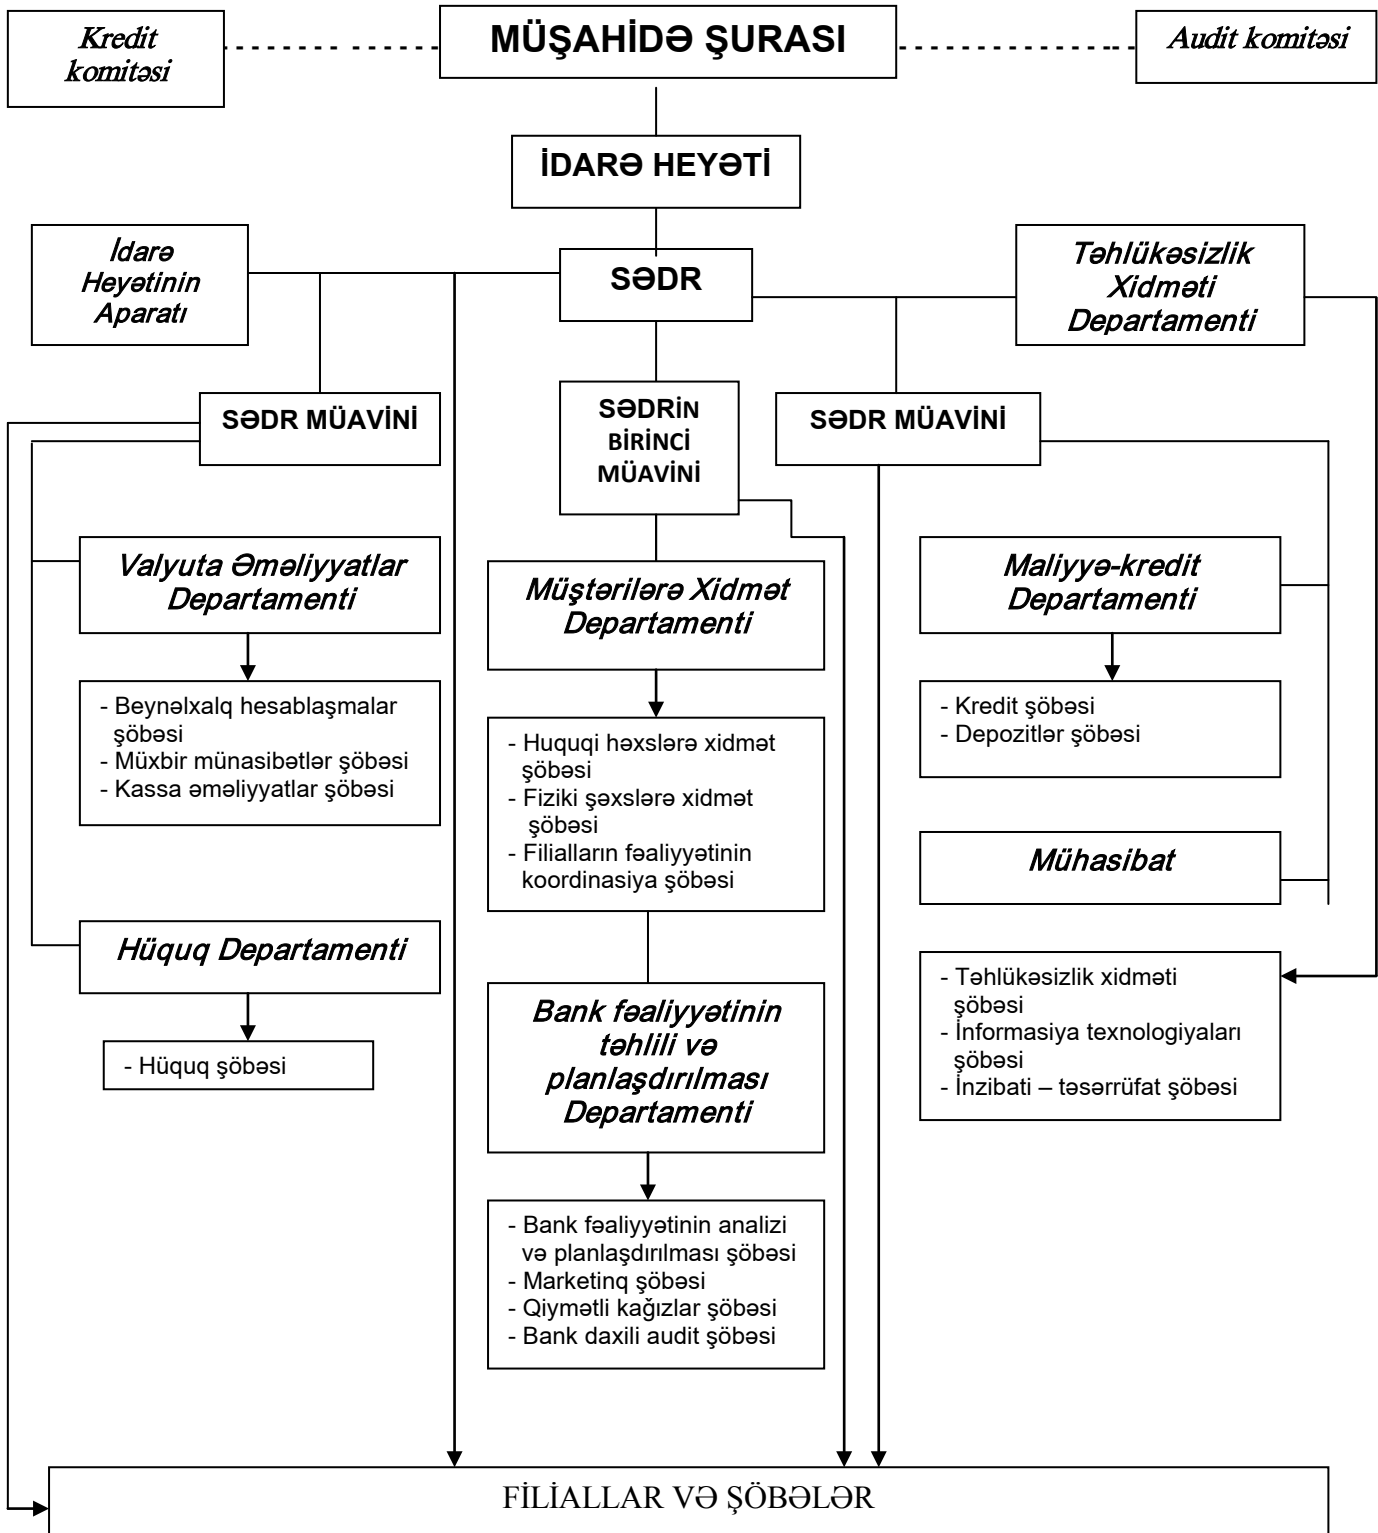 Kredit
komitəsi
MÜŞAHİDƏ ŞURASI
Audit komitəsi
İDARƏ HEYƏTİ
İdarə
Heyətinin
Aparatı
SƏDR
Təhlükəsizlik
Xidməti
Departamenti
SƏDR MÜAVİNİ
SƏDRİN
BİRİNCİ
MÜAVİNİ
SƏDR MÜAVİNİ
Valyuta Əməliyyatlar
Departamenti
Müştərilərə Xidmət
Departamenti
Maliyyə-kredit
Departamenti
- Beynəlxalq hesablaşmalar
şöbəsi
- Müxbir münasibətlər şöbəsi
- Kassa əməliyyatlar şöbəsi
- Huquqi həxslərə xidmət
şöbəsi
- Fiziki şəxslərə xidmət
şöbəsi
- Filialların fəaliyyətinin
koordinasiya şöbəsi
- Kredit şöbəsi
- Depozitlər şöbəsi
Mühasibat
Hüquq Departamenti
- Hüquq şöbəsi
Bank fəaliyyətinin
təhlili və
planlaşdırılması
Departamenti
- Təhlükəsizlik xidməti
şöbəsi
- İnformasiya texnologiyaları
şöbəsi
- İnzibati – təsərrüfat şöbəsi
- Bank fəaliyyətinin analizi
və planlaşdırılması şöbəsi
- Marketinq şöbəsi
- Qiymətli kağızlar şöbəsi
- Bank daxili audit şöbəsi
FİLİALLAR VƏ ŞÖBƏLƏR